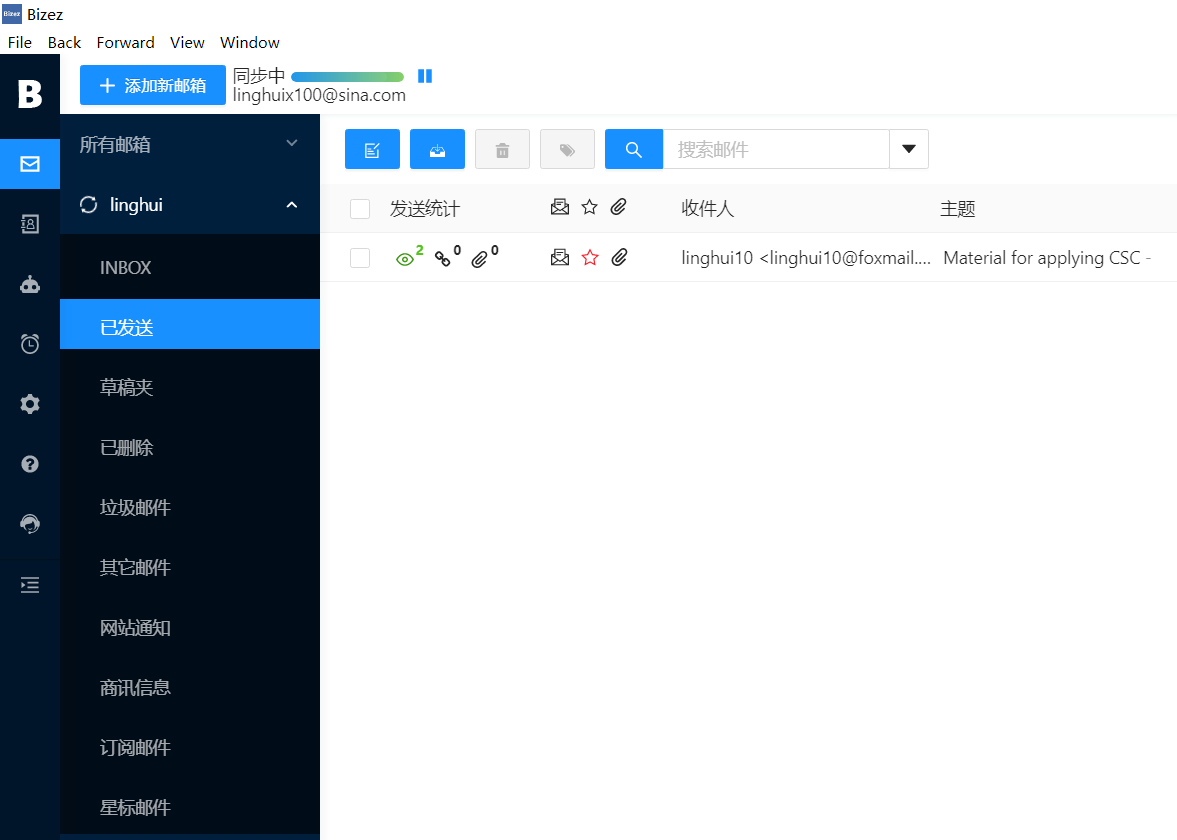 Bizez Bizez
File Back Forward View Window
B
添加新邮箱
同步中
linghuix100@sina.com
所有邮箱
linghui
INBOX
已发送
草稿夹
已删除
垃圾邮件
其它邮件
网站通知
商讯信息
订阅邮件
星标邮件
搜索邮件
发送统计 收件人 主题
2 0 0 linghui10 <linghui10@foxmail.... Material for applying CSC -